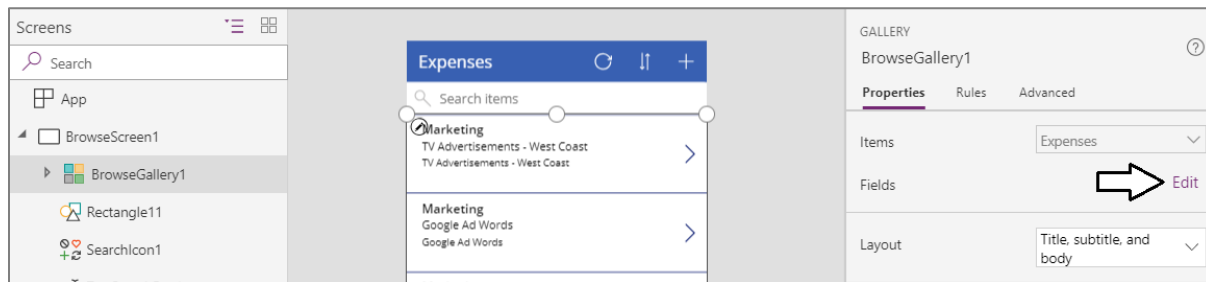 Screens
Search
App
BrowseScreen1
BrowseGallery1
Rectangle11
SearchIcon1
Expenses
Search items
Marketing
TV Advertisements - West Coast
TV Advertisements - West Coast
Marketing
Google Ad Words
Google Ad Words
GALLERY
BrowseGallery1
?
Properties Rules Advanced
Items Expenses
Fields Edit
Layout Title, subtitle, and
body